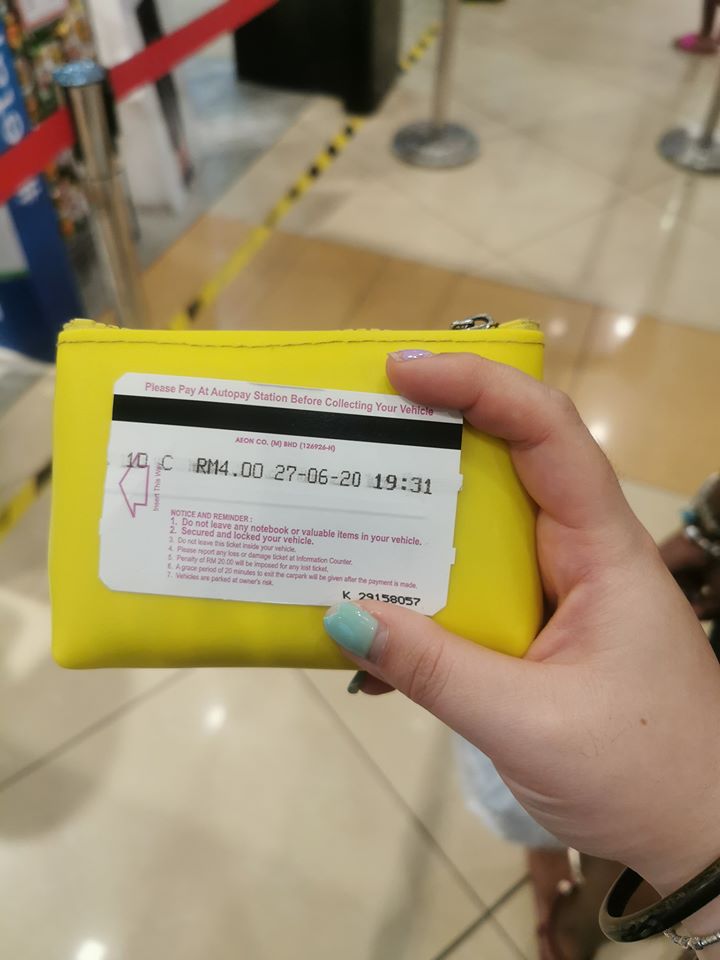 Please Pay At Autopay Station Before Collecting Your Vehicle
AEON CO. (M) BHD (126926-H)
10 C RM4.00 27-06-20 19:31
Insert This Way
NOTICE AND REMINDER :
1. Do not leave any notebook or valuable items in your vehicle.
2. Secured and locked your vehicle.
3. Do not leave this ticket inside your vehicle.
4. Please report any loss or damage ticket at Information Counter.
5. Penalty of RM 20.00 will be imposed for any lost ticket.
6. A grace period of 20 minutes to exit the carpark will be given after the payment is made.
7. Vehicles are parked at owner's risk.
K 29158057